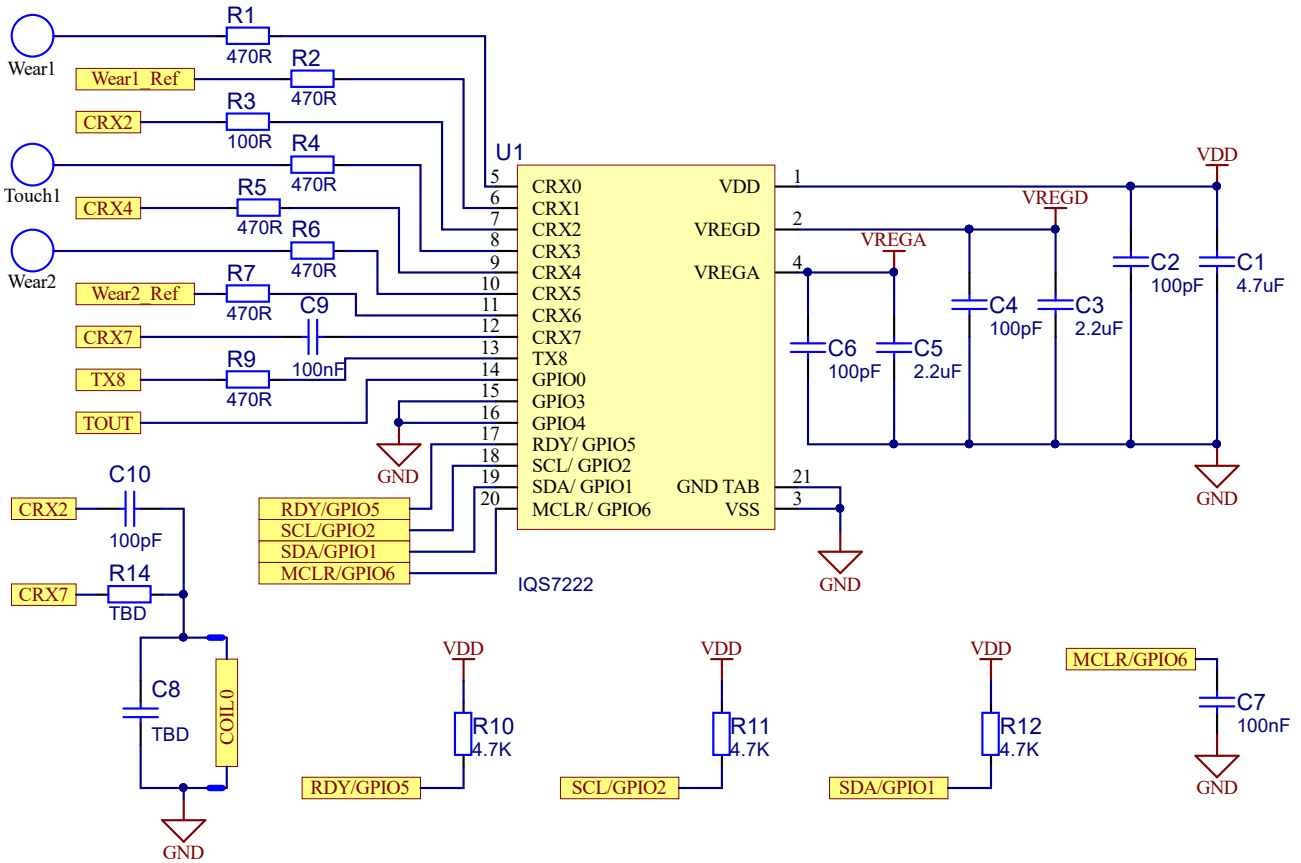 R1
470R
Wear1
Wear1_Ref
R2
470R
CRX2
R3
100R
R4
470R
Touch1
CRX4
R5
470R
R6
470R
Wear2
Wear2_Ref
R7
470R
CRX7
C9
100nF
TX8
R9
470R
TOUT
GND
U1
5 CRX0
6 CRX1
7 CRX2
8 CRX3
9 CRX4
10 CRX5
11 CRX6
12 CRX7
13 TX8
14 GPIO0
15 GPIO3
16 GPIO4
17 RDY/ GPIO5
18 SCL/ GPIO2
19 SDA/ GPIO1
20 MCLR/ GPIO6
VDD 1
VREGD 2
VREGA 4
GND TAB 21
VSS 3
IQS7222
GND
VDD
VREGD
VREGA
C2
100pF
C1
4.7uF
C4
100pF
C3
2.2uF
C6
100pF
C5
2.2uF
GND
RDY/GPIO5
SCL/GPIO2
SDA/GPIO1
MCLR/GPIO6
CRX2
C10
100pF
CRX7
R14
TBD
C8
TBD
COIL0
GND
VDD
R10
4.7K
RDY/GPIO5
VDD
R11
4.7K
SCL/GPIO2
VDD
R12
4.7K
SDA/GPIO1
MCLR/GPIO6
C7
100nF
GND